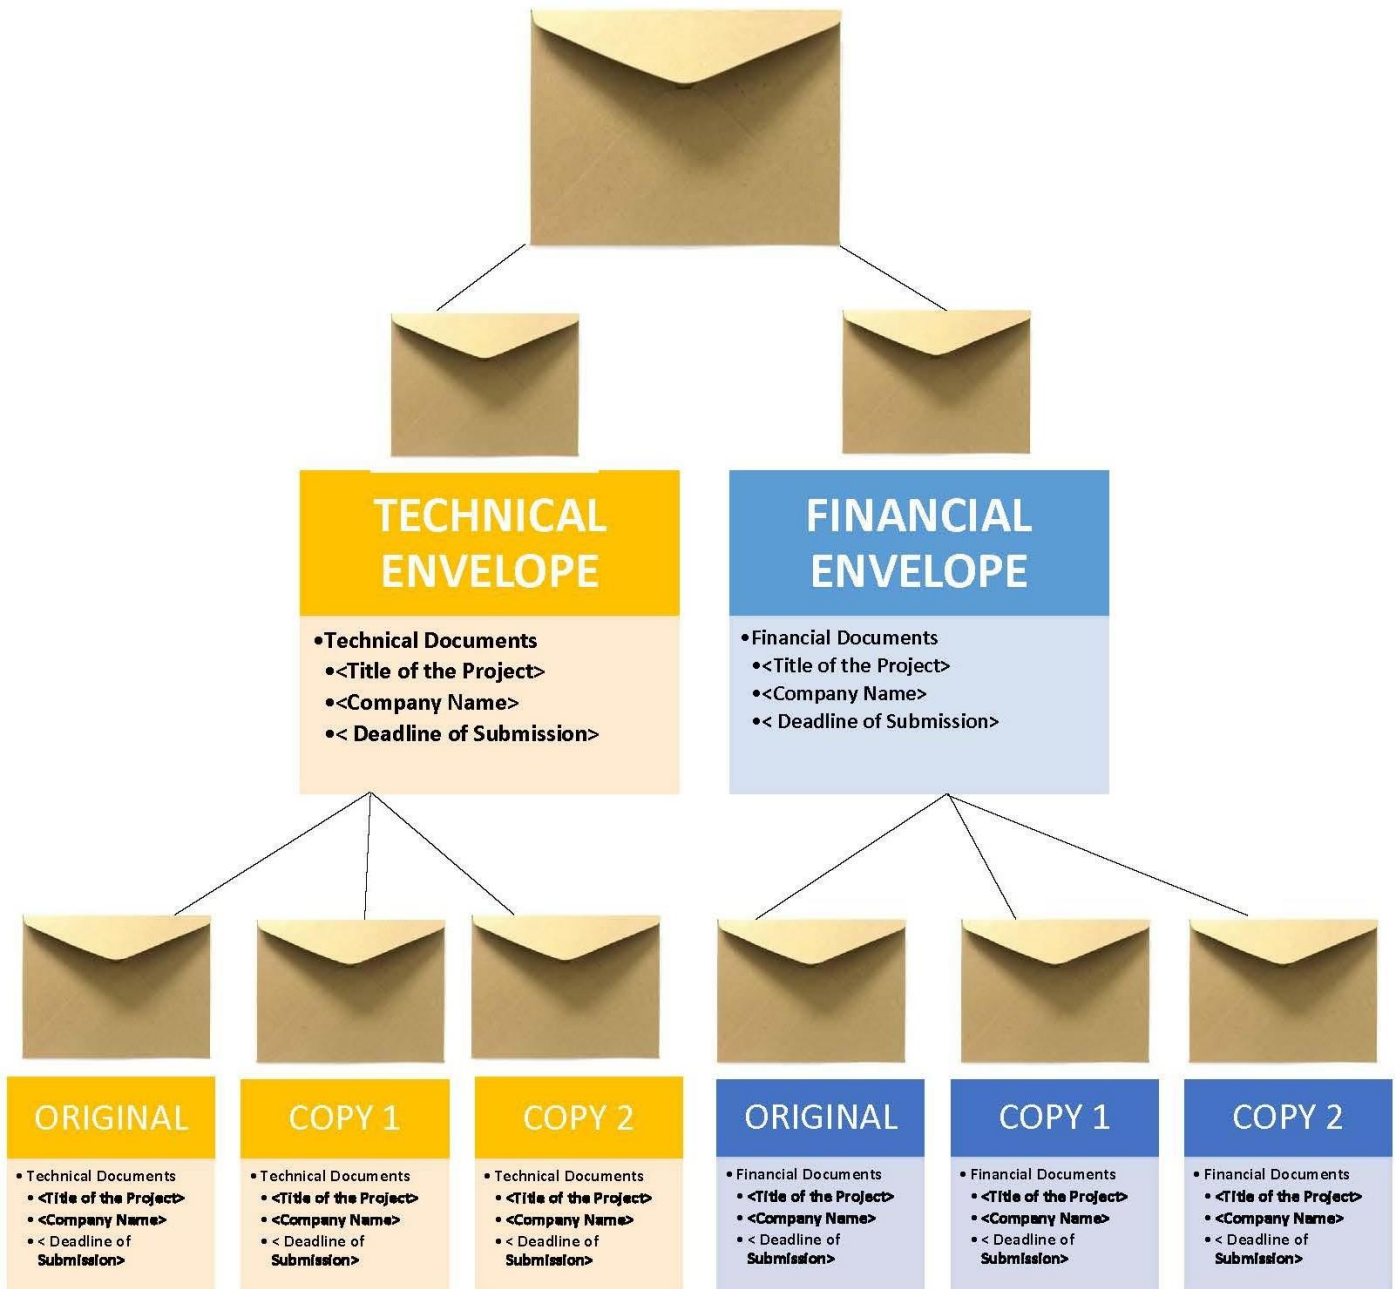 TECHNICAL
ENVELOPE
•Technical Documents
•<Title of the Project>
•<Company Name>
•< Deadline of Submission>
FINANCIAL
ENVELOPE
•Financial Documents
•<Title of the Project>
•<Company Name>
•< Deadline of Submission>
ORIGINAL
• Technical Documents
• <Title of the Project>
• <Company Name>
• < Deadline of
Submission>
COPY 1
• Technical Documents
• <Title of the Project>
• <Company Name>
• < Deadline of
Submission>
COPY 2
• Technical Documents
• <Title of the Project>
• <Company Name>
• < Deadline of
Submission>
ORIGINAL
• Financial Documents
• <Title of the Project>
• <Company Name>
• < Deadline of
Submission>
COPY 1
• Financial Documents
• <Title of the Project>
• <Company Name>
• < Deadline of
Submission>
COPY 2
• Financial Documents
• <Title of the Project>
• <Company Name>
• < Deadline of
Submission>